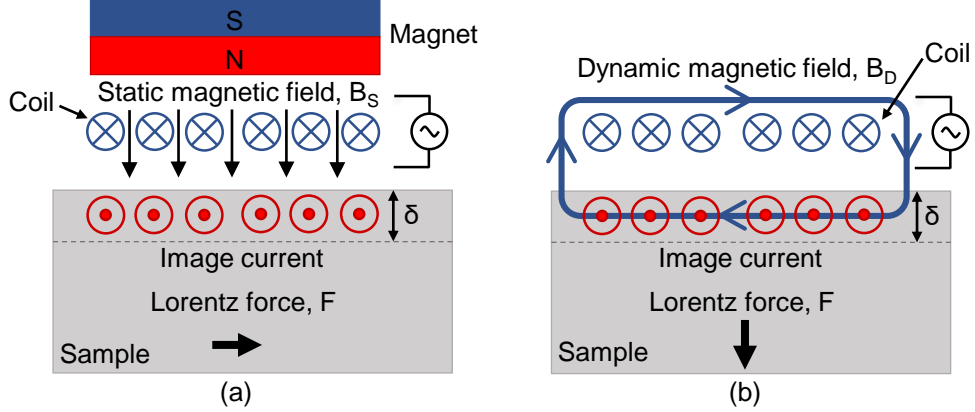 S
N
Magnet
Static magnetic field, B_S
Coil
δ
Image current
Lorentz force, F
Sample
(a)
Coil
Dynamic magnetic field, B_D
δ
Image current
Lorentz force, F
Sample
(b)